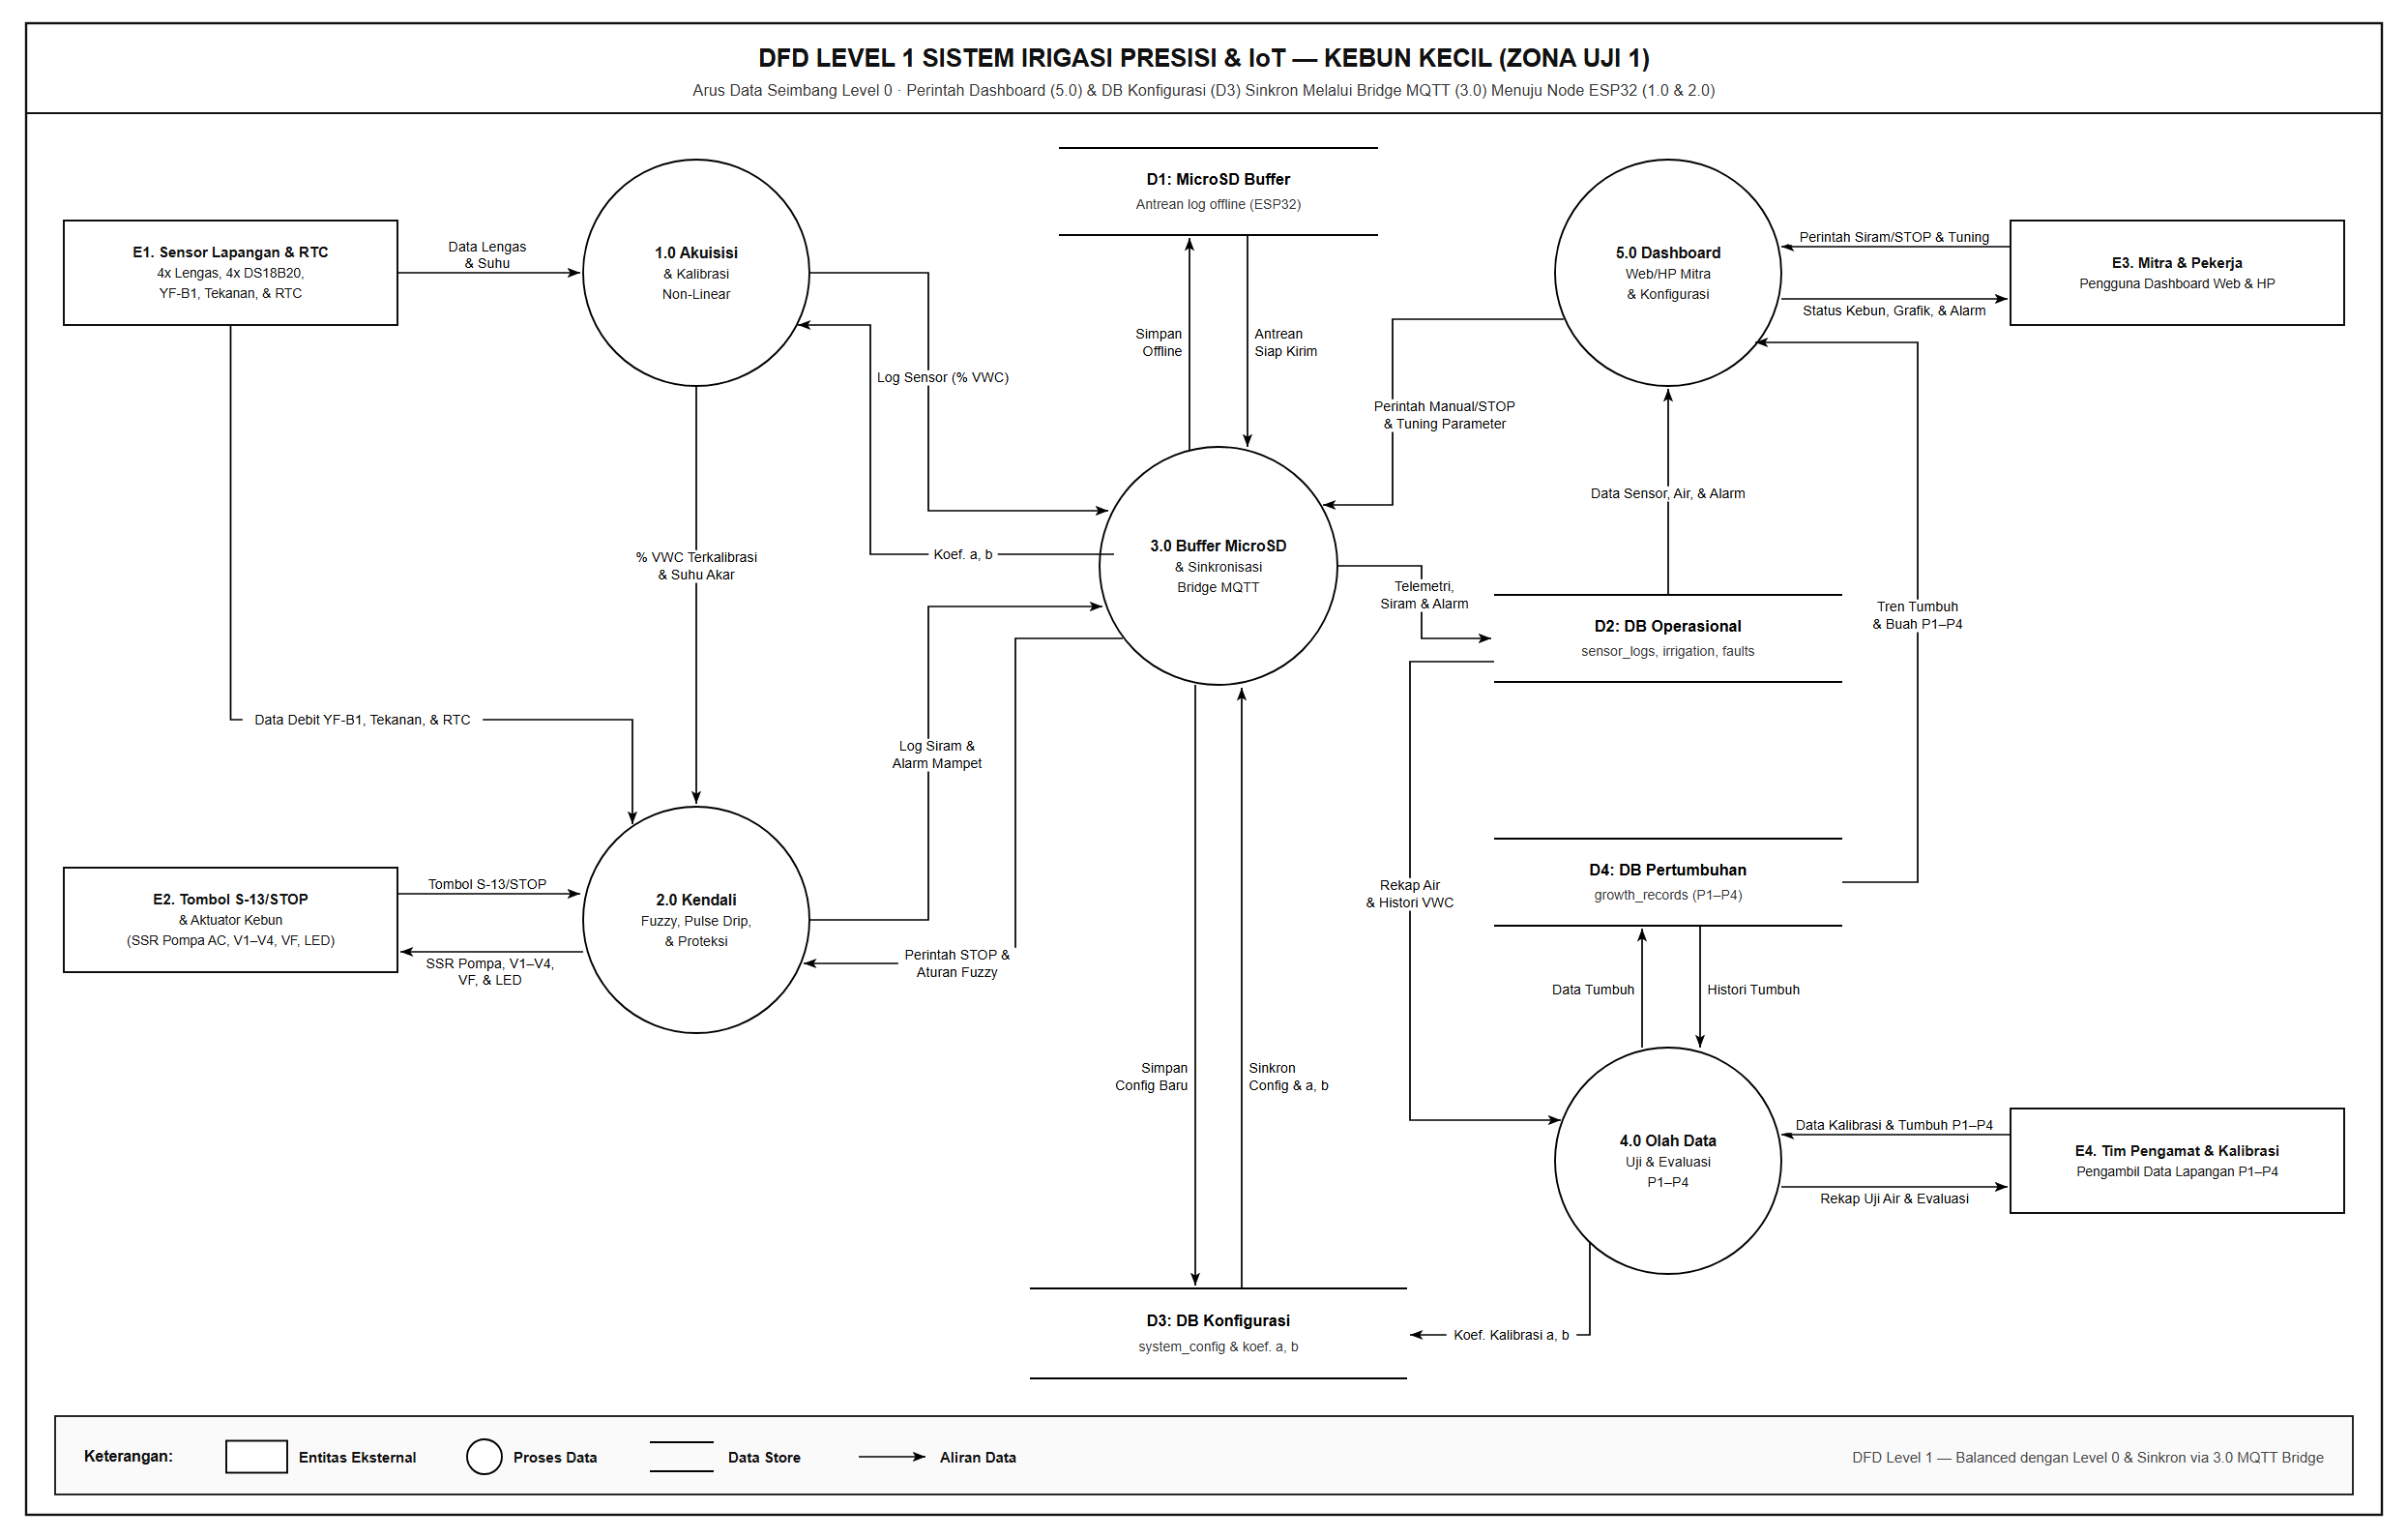 DFD LEVEL 1 SISTEM IRIGASI PRESISI & IoT — KEBUN KECIL (ZONA UJI 1)
Arus Data Seimbang Level 0 · Perintah Dashboard (5.0) & DB Konfigurasi (D3) Sinkron Melalui Bridge MQTT (3.0) Menuju Node ESP32 (1.0 & 2.0)
E1. Sensor Lapangan & RTC
4x Lengas, 4x DS18B20,
YF-B1, Tekanan, & RTC
Data Lengas
& Suhu
1.0 Akuisisi
& Kalibrasi
Non-Linear
D1: MicroSD Buffer
Antrean log offline (ESP32)
5.0 Dashboard
Web/HP Mitra
& Konfigurasi
Perintah Siram/STOP & Tuning
Status Kebun, Grafik, & Alarm
E3. Mitra & Pekerja
Pengguna Dashboard Web & HP
Simpan
Offline
Antrean
Siap Kirim
Log Sensor (% VWC)
Perintah Manual/STOP
& Tuning Parameter
Data Sensor, Air, & Alarm
% VWC Terkalibrasi
& Suhu Akar
Koef. a, b
3.0 Buffer MicroSD
& Sinkronisasi
Bridge MQTT
Telemetri,
Siram & Alarm
D2: DB Operasional
sensor_logs, irrigation, faults
Tren Tumbuh
& Buah P1–P4
Data Debit YF-B1, Tekanan, & RTC
Log Siram &
Alarm Mampet
E2. Tombol S-13/STOP
& Aktuator Kebun
(SSR Pompa AC, V1–V4, VF, LED)
Tombol S-13/STOP
SSR Pompa, V1–V4,
VF, & LED
2.0 Kendali
Fuzzy, Pulse Drip,
& Proteksi
Perintah STOP &
Aturan Fuzzy
Rekap Air
& Histori VWC
D4: DB Pertumbuhan
growth_records (P1–P4)
Data Tumbuh
Histori Tumbuh
Simpan
Config Baru
Sinkron
Config & a, b
4.0 Olah Data
Uji & Evaluasi
P1–P4
Data Kalibrasi & Tumbuh P1–P4
Rekap Uji Air & Evaluasi
E4. Tim Pengamat & Kalibrasi
Pengambil Data Lapangan P1–P4
D3: DB Konfigurasi
system_config & koef. a, b
Koef. Kalibrasi a, b
Keterangan:
Entitas Eksternal
Proses Data
Data Store
Aliran Data
DFD Level 1 — Balanced dengan Level 0 & Sinkron via 3.0 MQTT Bridge